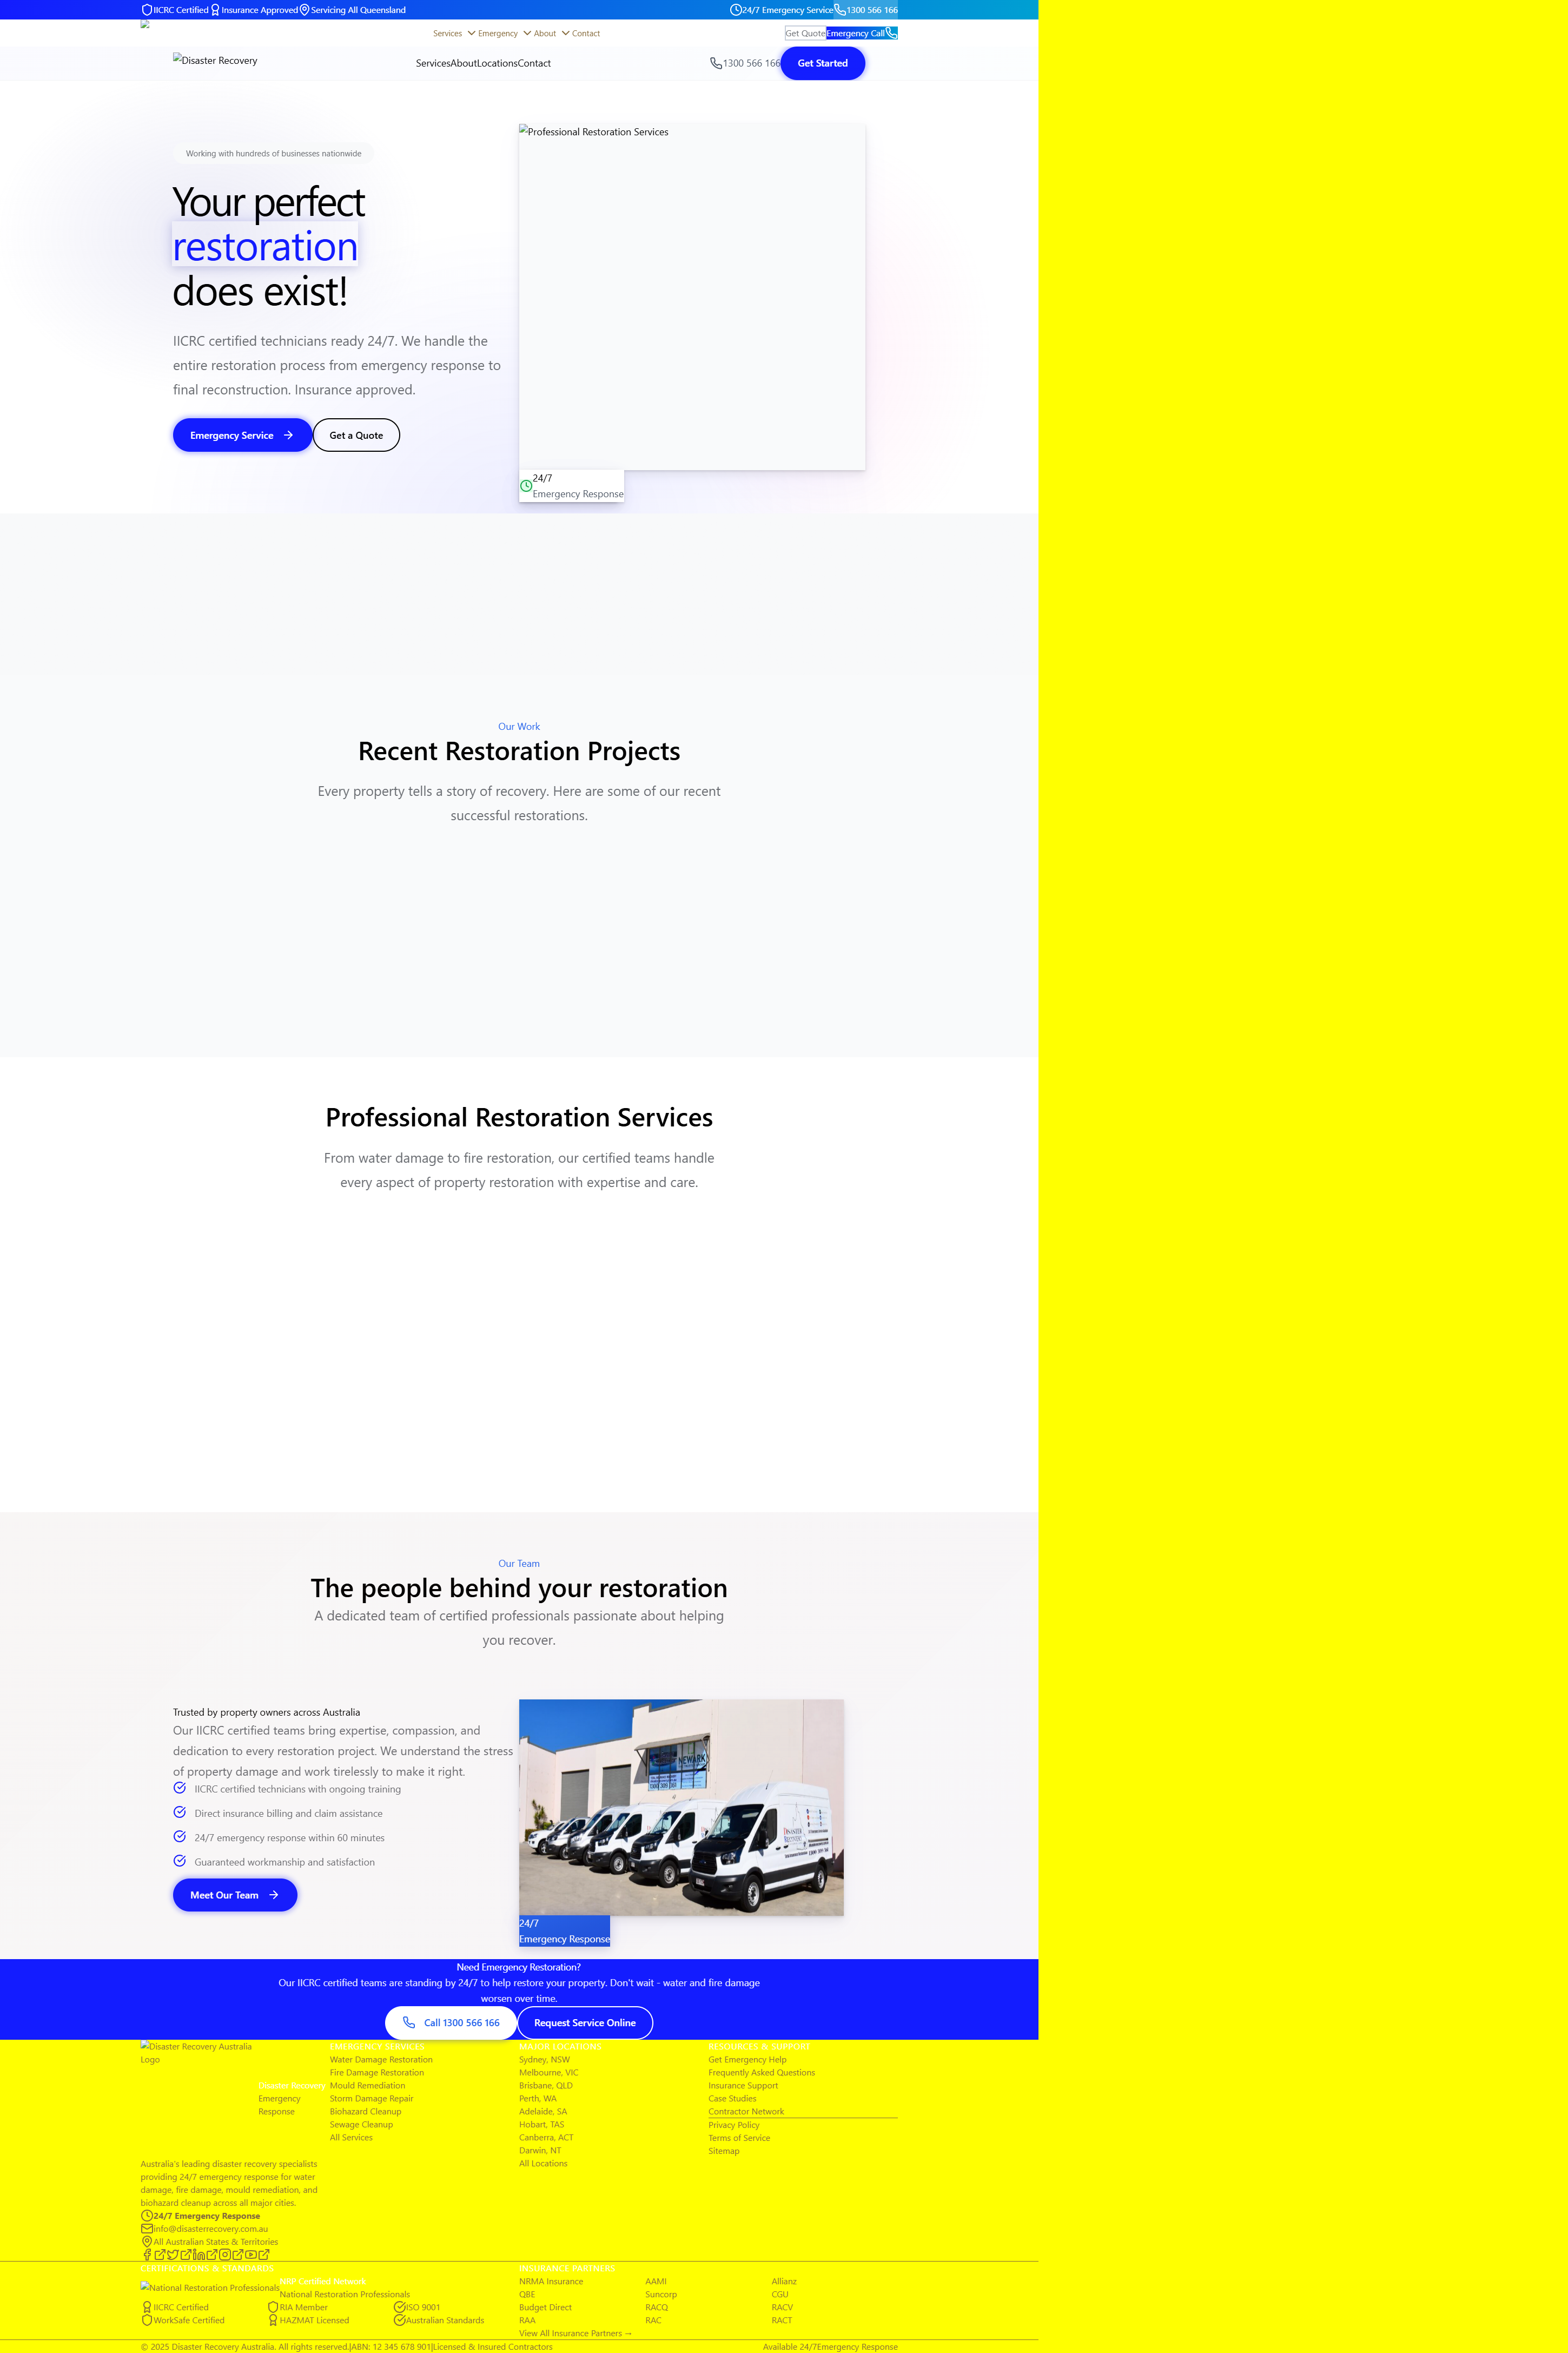 IICRC Certified Insurance Approved Servicing All Queensland 24/7 Emergency Service 1300 566 166
Services Emergency About Contact Get Quote Emergency Call
Disaster Recovery Services About Locations Contact 1300 566 166 Get Started
Professional Restoration Services
Working with hundreds of businesses nationwide
Your perfect
restoration
does exist!
IICRC certified technicians ready 24/7. We handle the
entire restoration process from emergency response to
final reconstruction. Insurance approved.
Emergency Service Get a Quote
24/7
Emergency Response
Our Work
Recent Restoration Projects
Every property tells a story of recovery. Here are some of our recent
successful restorations.
Professional Restoration Services
From water damage to fire restoration, our certified teams handle
every aspect of property restoration with expertise and care.
Our Team
The people behind your restoration
A dedicated team of certified professionals passionate about helping
you recover.
Trusted by property owners across Australia
Our IICRC certified teams bring expertise, compassion, and
dedication to every restoration project. We understand the stress
of property damage and work tirelessly to make it right.
IICRC certified technicians with ongoing training
Direct insurance billing and claim assistance
24/7 emergency response within 60 minutes
Guaranteed workmanship and satisfaction
Meet Our Team
NEWARK
DISASTER
Recovery
24/7
Emergency Response
Need Emergency Restoration?
Our IICRC certified teams are standing by 24/7 to help restore your property. Don't wait - water and fire damage
worsen over time.
Call 1300 566 166 Request Service Online
Disaster Recovery Australia
Logo
Disaster Recovery
Emergency
Response
Australia's leading disaster recovery specialists
providing 24/7 emergency response for water
damage, fire damage, mould remediation, and
biohazard cleanup across all major cities.
24/7 Emergency Response
info@disasterrecovery.com.au
All Australian States & Territories
EMERGENCY SERVICES
Water Damage Restoration
Fire Damage Restoration
Mould Remediation
Storm Damage Repair
Biohazard Cleanup
Sewage Cleanup
All Services
MAJOR LOCATIONS
Sydney, NSW
Melbourne, VIC
Brisbane, QLD
Perth, WA
Adelaide, SA
Hobart, TAS
Canberra, ACT
Darwin, NT
All Locations
RESOURCES & SUPPORT
Get Emergency Help
Frequently Asked Questions
Insurance Support
Case Studies
Contractor Network
Privacy Policy
Terms of Service
Sitemap
CERTIFICATIONS & STANDARDS
National Restoration Professionals
NRP Certified Network
National Restoration Professionals
IICRC Certified RIA Member ISO 9001
WorkSafe Certified HAZMAT Licensed Australian Standards
INSURANCE PARTNERS
NRMA Insurance AAMI Allianz
QBE Suncorp CGU
Budget Direct RACQ RACV
RAA RAC RACT
View All Insurance Partners →
© 2025 Disaster Recovery Australia. All rights reserved.|ABN: 12 345 678 901|Licensed & Insured Contractors Available 24/7Emergency Response